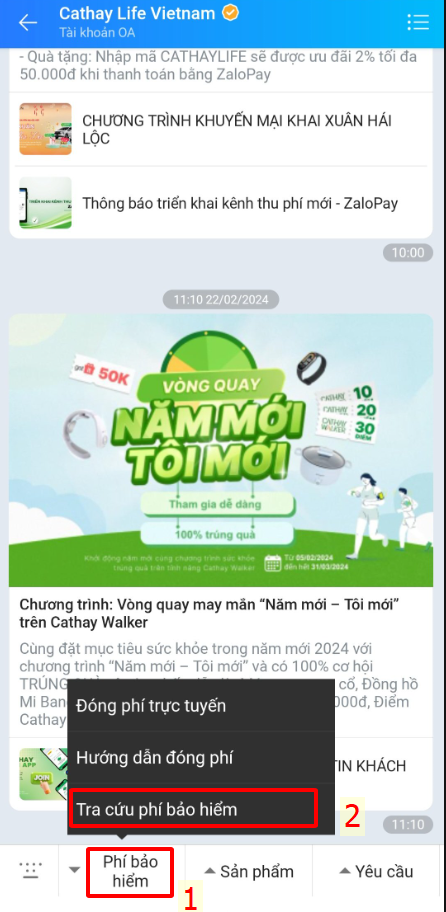 Cathay Life Vietnam
Tài khoản OA
- Quà tặng: Nhập mã CATHAYLIFE sẽ được ưu đãi 2% tối đa
50.000đ khi thanh toán bằng ZaloPay
CHƯƠNG TRÌNH KHUYẾN MẠI KHAI XUÂN HÁI
LỘC
Thông báo triển khai kênh thu phí mới - ZaloPay
10:00
11:10 22/02/2024
50K
VÒNG QUAY
NĂM MỚI
TÔI MỚI
CATHAY 10
CATHAY 20
CATHAY WALKER 30
ĐIỂM
Tham gia dễ dàng
100% trúng quà
Khởi động năm mới cùng chương trình sức khỏe
trúng quà trên tính năng Cathay Walker
Từ 05/02/2024
đến hết 31/03/2024
Chương trình: Vòng quay may mắn “Năm mới – Tôi mới”
trên Cathay Walker
Cùng đặt mục tiêu sức khỏe trong năm mới 2024 với
chương trình “Năm mới – Tôi mới” và có 100% cơ hội
TRÚNG cổ, Đồng hồ
Mi Ban 000đ, Điểm
Cathay
Đóng phí trực tuyến
Hướng dẫn đóng phí
Tra cứu phí bảo hiểm
2
APP
JOIN
TIN KHÁCH
11:10
Phí bảo
hiểm
1
Sản phẩm
Yêu cầu